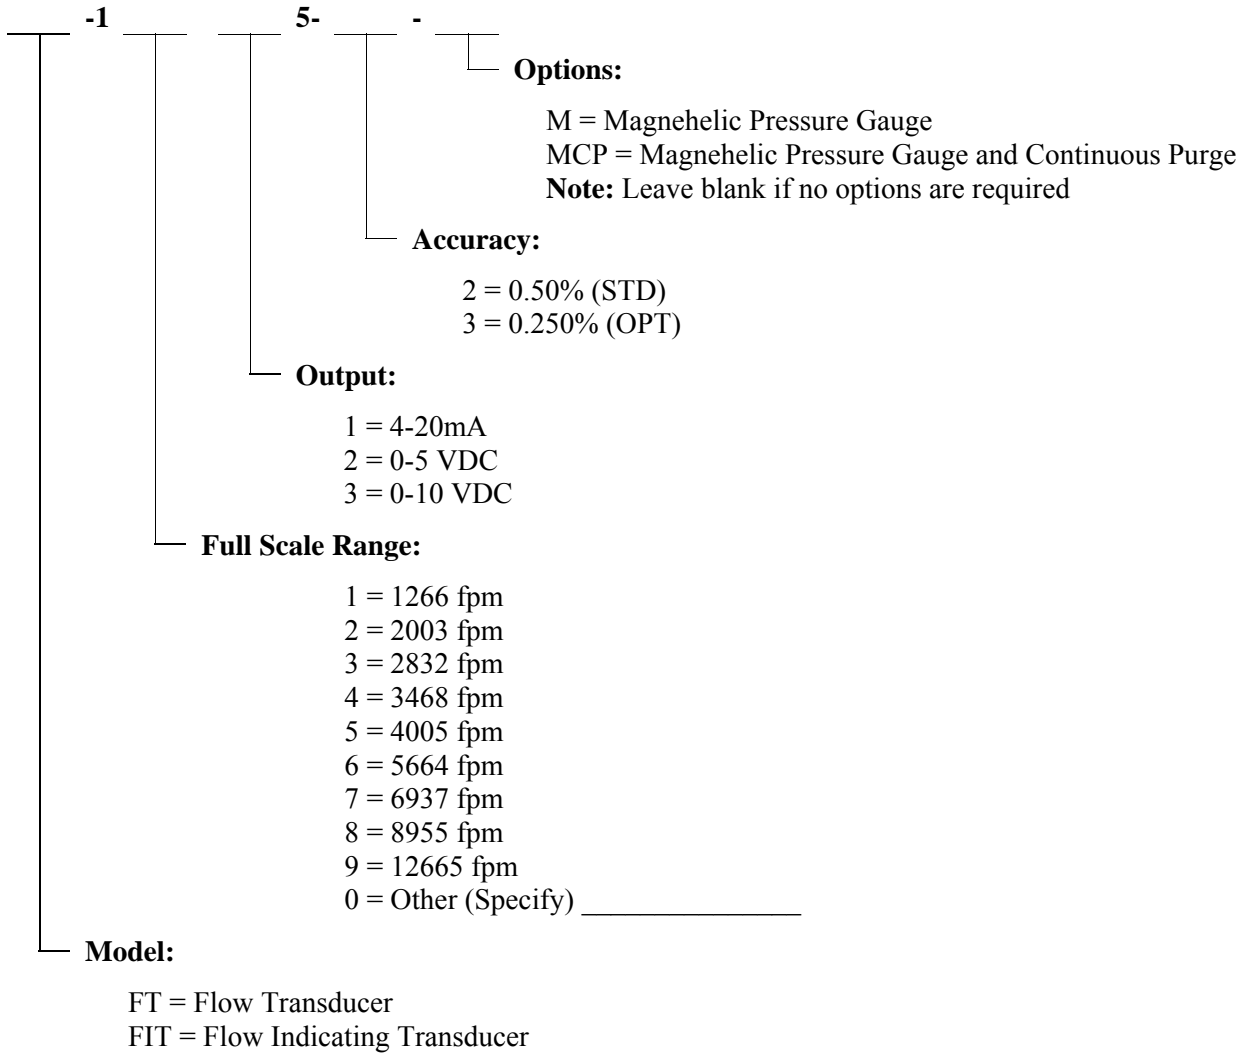 -1 5- -
Options:
M = Magnehelic Pressure Gauge
MCP = Magnehelic Pressure Gauge and Continuous Purge
Note: Leave blank if no options are required
Accuracy:
2 = 0.50% (STD)
3 = 0.250% (OPT)
Output:
1 = 4-20mA
2 = 0-5 VDC
3 = 0-10 VDC
Full Scale Range:
1 = 1266 fpm
2 = 2003 fpm
3 = 2832 fpm
4 = 3468 fpm
5 = 4005 fpm
6 = 5664 fpm
7 = 6937 fpm
8 = 8955 fpm
9 = 12665 fpm
0 = Other (Specify) _______________
Model:
FT = Flow Transducer
FIT = Flow Indicating Transducer